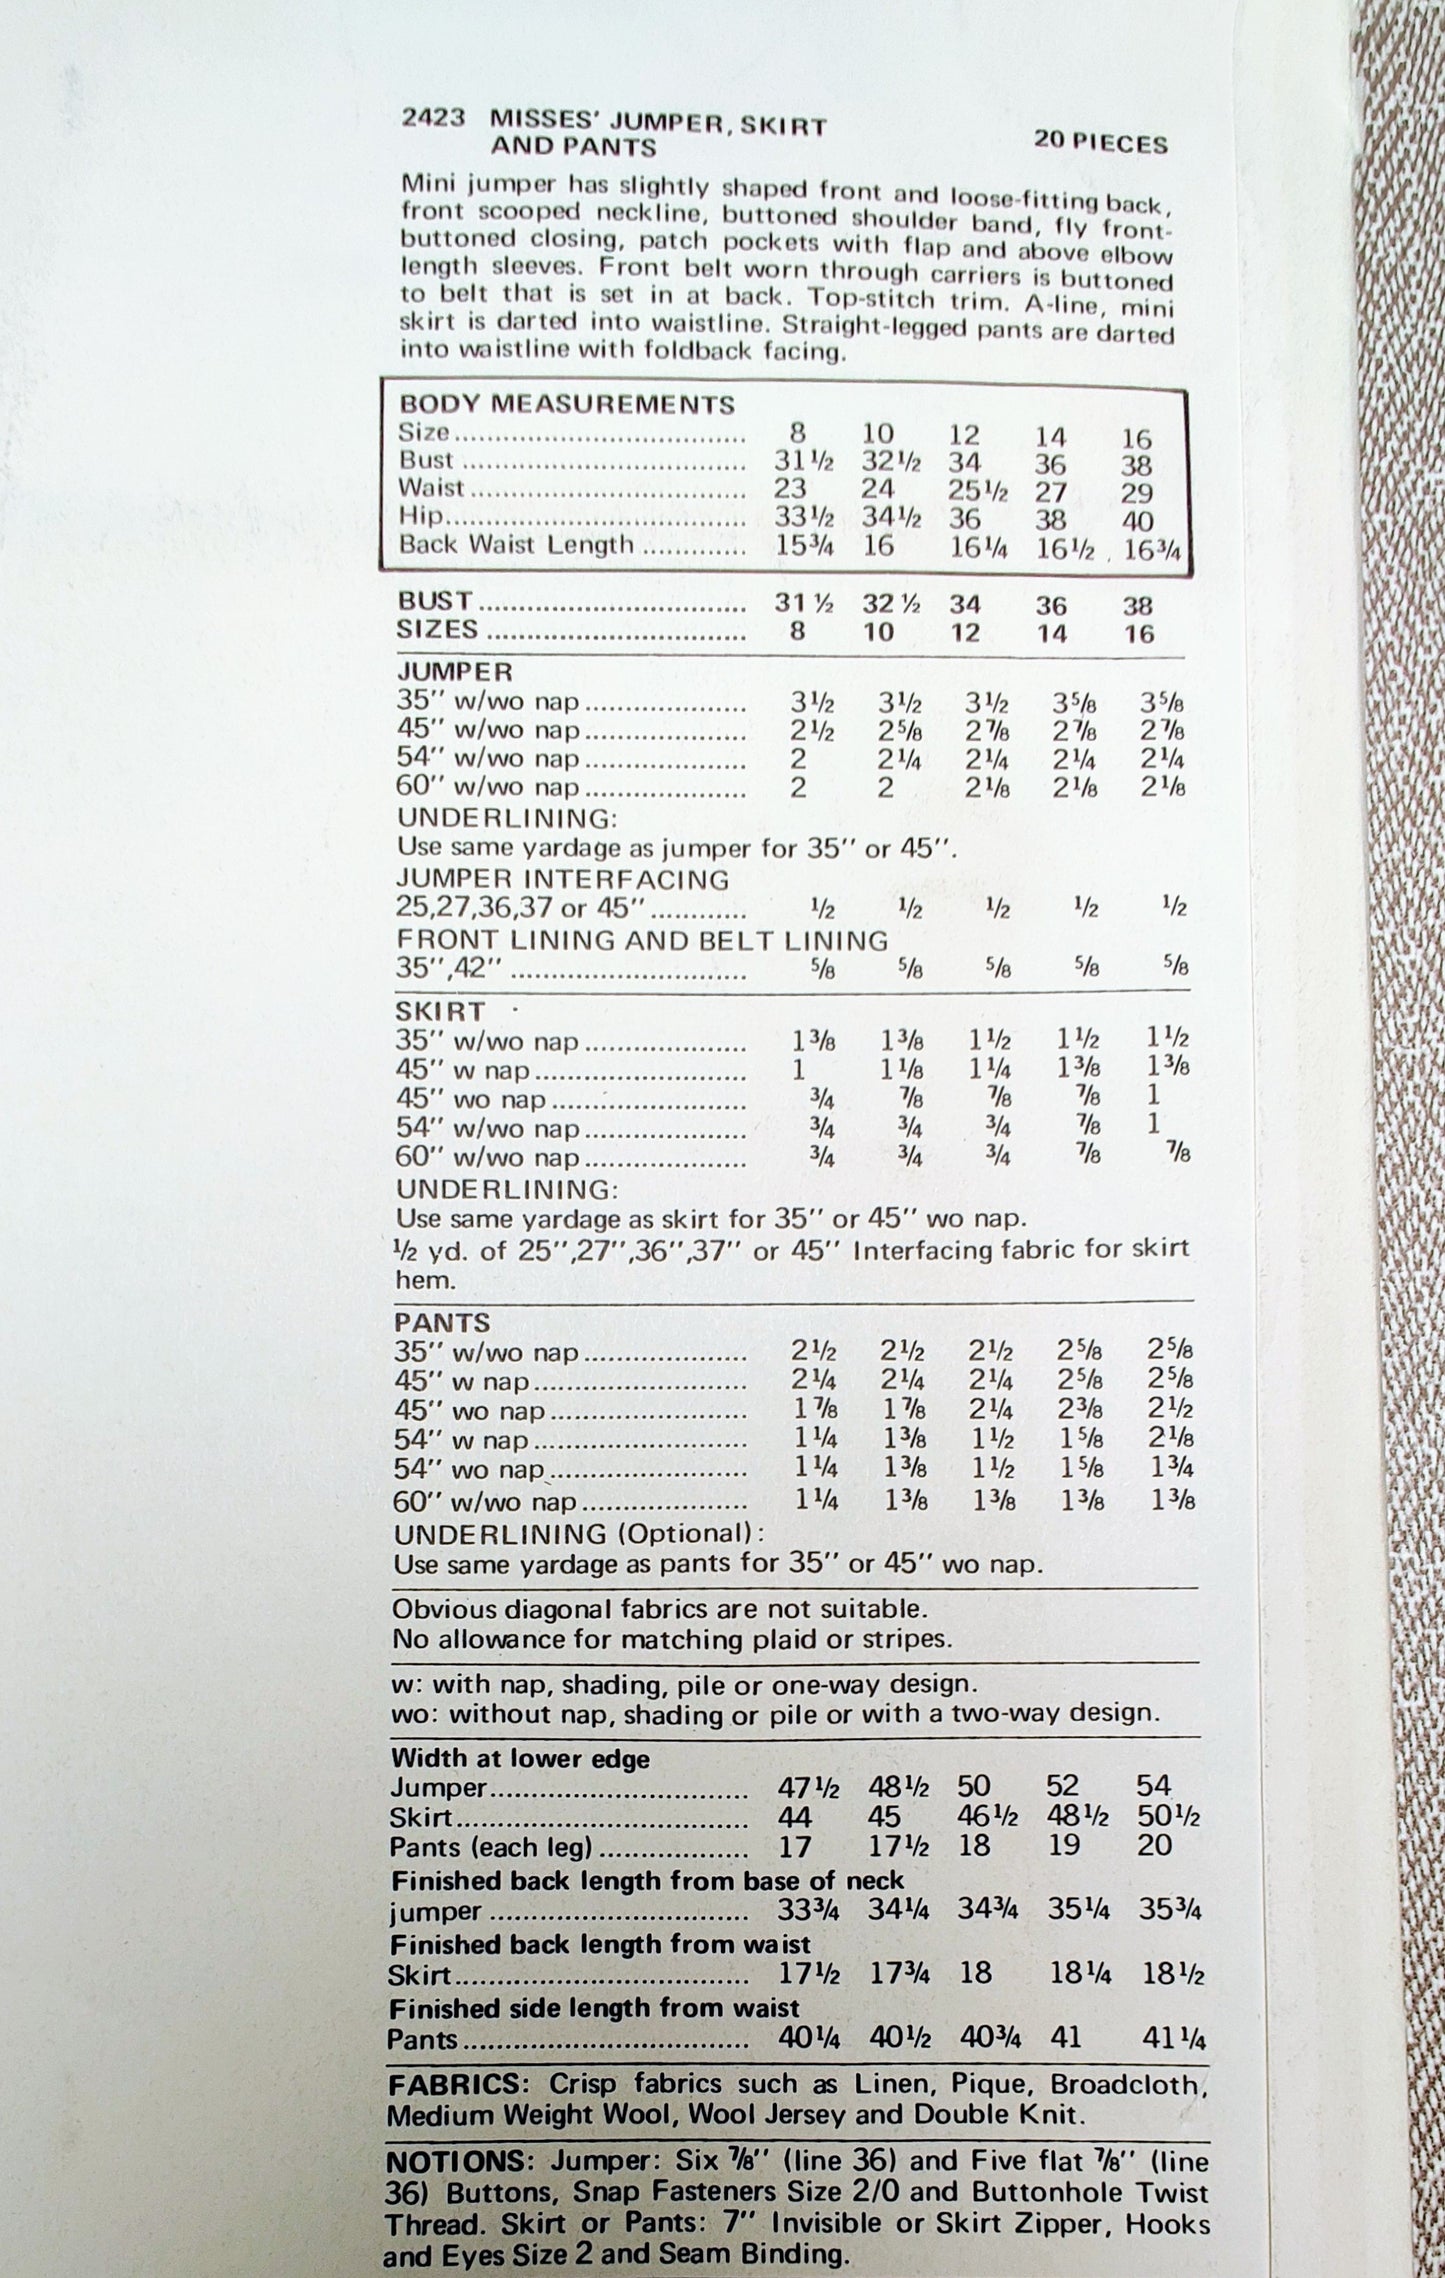 2423 MISSES' JUMPER, SKIRT
AND PANTS 20 PIECES
Mini jumper has slightly shaped front and loose-fitting back,
front scooped neckline, buttoned shoulder band, fly front-
buttoned closing, patch pockets with flap and above elbow
length sleeves. Front belt worn through carriers is buttoned
to belt that is set in at back. Top-stitch trim. A-line, mini
skirt is darted into waistline. Straight-legged pants are darted
into waistline with foldback facing.
BODY MEASUREMENTS
Size.................................... 8 10 12 14 16
Bust ................................... 31½ 32½ 34 36 38
Waist.................................. 23 24 25½ 27 29
Hip..................................... 33½ 34½ 36 38 40
Back Waist Length ............. 15¾ 16 16¼ 16½ 16¾
BUST................................. 31 ½ 32 ½ 34 36 38
SIZES ................................ 8 10 12 14 16
JUMPER
35" w/wo nap.................... 3½ 3½ 3½ 3⅝ 3⅝
45" w/wo nap.................... 2½ 2⅝ 2⅞ 2⅞ 2⅞
54" w/wo nap.................... 2 2¼ 2¼ 2¼ 2¼
60" w/wo nap.................... 2 2 2⅛ 2⅛ 2⅛
UNDERLINING:
Use same yardage as jumper for 35" or 45".
JUMPER INTERFACING
25,27,36,37 or 45"............ ½ ½ ½ ½ ½
FRONT LINING AND BELT LINING
35",42" ............................. ⅝ ⅝ ⅝ ⅝ ⅝
SKIRT
35" w/wo nap.................... 1⅜ 1⅜ 1½ 1½ 1½
45" w nap.......................... 1 1⅛ 1¼ 1⅜ 1⅜
45" wo nap........................ ¾ ⅞ ⅞ ⅞ 1
54" w/wo nap.................... ¾ ¾ ¾ ⅞ 1
60" w/wo nap.................... ¾ ¾ ¾ ⅞ ⅞
UNDERLINING:
Use same yardage as skirt for 35" or 45" wo nap.
½ yd. of 25",27",36",37" or 45" Interfacing fabric for skirt
hem.
PANTS
35" w/wo nap.................... 2½ 2½ 2½ 2⅝ 2⅝
45" w nap.......................... 2¼ 2¼ 2¼ 2⅝ 2⅝
45" wo nap........................ 1⅞ 1⅞ 2¼ 2⅜ 2½
54" w nap.......................... 1¼ 1⅜ 1½ 1⅝ 2⅛
54" wo nap........................ 1¼ 1⅜ 1½ 1⅝ 1¾
60" w/wo nap.................... 1¼ 1⅜ 1⅜ 1⅜ 1⅜
UNDERLINING (Optional):
Use same yardage as pants for 35" or 45" wo nap.
Obvious diagonal fabrics are not suitable.
No allowance for matching plaid or stripes.
w: with nap, shading, pile or one-way design.
wo: without nap, shading or pile or with a two-way design.
Width at lower edge
Jumper................................ 47½ 48½ 50 52 54
Skirt.................................... 44 45 46½ 48½ 50½
Pants (each leg).................. 17 17½ 18 19 20
Finished back length from base of neck
jumper ................................ 33¾ 34¼ 34¾ 35¼ 35¾
Finished back length from waist
Skirt.................................... 17½ 17¾ 18 18¼ 18½
Finished side length from waist
Pants................................... 40¼ 40½ 40¾ 41 41¼
FABRICS: Crisp fabrics such as Linen, Pique, Broadcloth,
Medium Weight Wool, Wool Jersey and Double Knit.
NOTIONS: Jumper: Six ⅞" (line 36) and Five flat ⅞" (line
36) Buttons, Snap Fasteners Size 2/0 and Buttonhole Twist
Thread. Skirt or Pants: 7" Invisible or Skirt Zipper, Hooks
and Eyes Size 2 and Seam Binding.